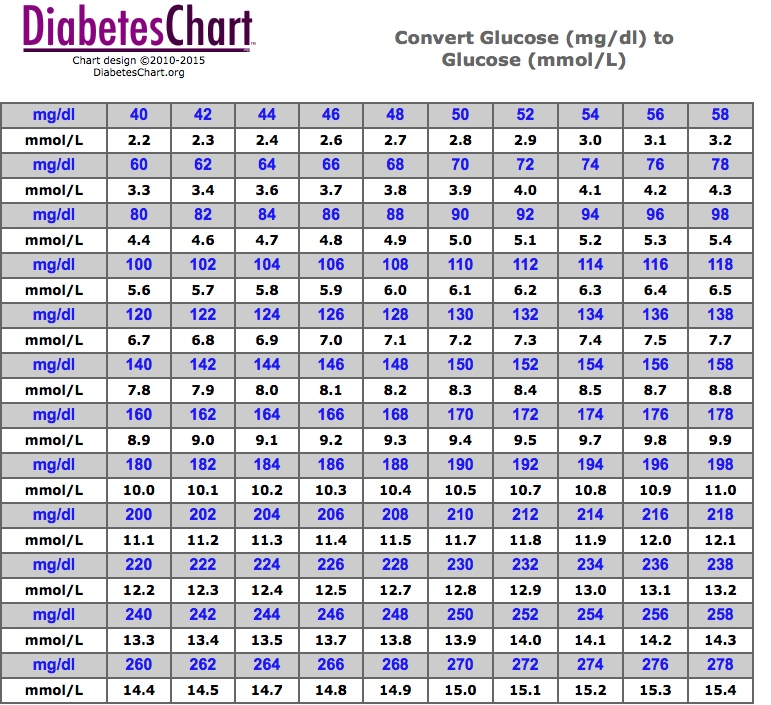 DiabetesChart™
Chart design ©2010-2015
DiabetesChart.org
Convert Glucose (mg/dl) to
Glucose (mmol/L)
mg/dl 40 42 44 46 48 50 52 54 56 58
mmol/L 2.2 2.3 2.4 2.6 2.7 2.8 2.9 3.0 3.1 3.2
mg/dl 60 62 64 66 68 70 72 74 76 78
mmol/L 3.3 3.4 3.6 3.7 3.8 3.9 4.0 4.1 4.2 4.3
mg/dl 80 82 84 86 88 90 92 94 96 98
mmol/L 4.4 4.6 4.7 4.8 4.9 5.0 5.1 5.2 5.3 5.4
mg/dl 100 102 104 106 108 110 112 114 116 118
mmol/L 5.6 5.7 5.8 5.9 6.0 6.1 6.2 6.3 6.4 6.5
mg/dl 120 122 124 126 128 130 132 134 136 138
mmol/L 6.7 6.8 6.9 7.0 7.1 7.2 7.3 7.4 7.5 7.7
mg/dl 140 142 144 146 148 150 152 154 156 158
mmol/L 7.8 7.9 8.0 8.1 8.2 8.3 8.4 8.5 8.7 8.8
mg/dl 160 162 164 166 168 170 172 174 176 178
mmol/L 8.9 9.0 9.1 9.2 9.3 9.4 9.5 9.7 9.8 9.9
mg/dl 180 182 184 186 188 190 192 194 196 198
mmol/L 10.0 10.1 10.2 10.3 10.4 10.5 10.7 10.8 10.9 11.0
mg/dl 200 202 204 206 208 210 212 214 216 218
mmol/L 11.1 11.2 11.3 11.4 11.5 11.7 11.8 11.9 12.0 12.1
mg/dl 220 222 224 226 228 230 232 234 236 238
mmol/L 12.2 12.3 12.4 12.5 12.7 12.8 12.9 13.0 13.1 13.2
mg/dl 240 242 244 246 248 250 252 254 256 258
mmol/L 13.3 13.4 13.5 13.7 13.8 13.9 14.0 14.1 14.2 14.3
mg/dl 260 262 264 266 268 270 272 274 276 278
mmol/L 14.4 14.5 14.7 14.8 14.9 15.0 15.1 15.2 15.3 15.4